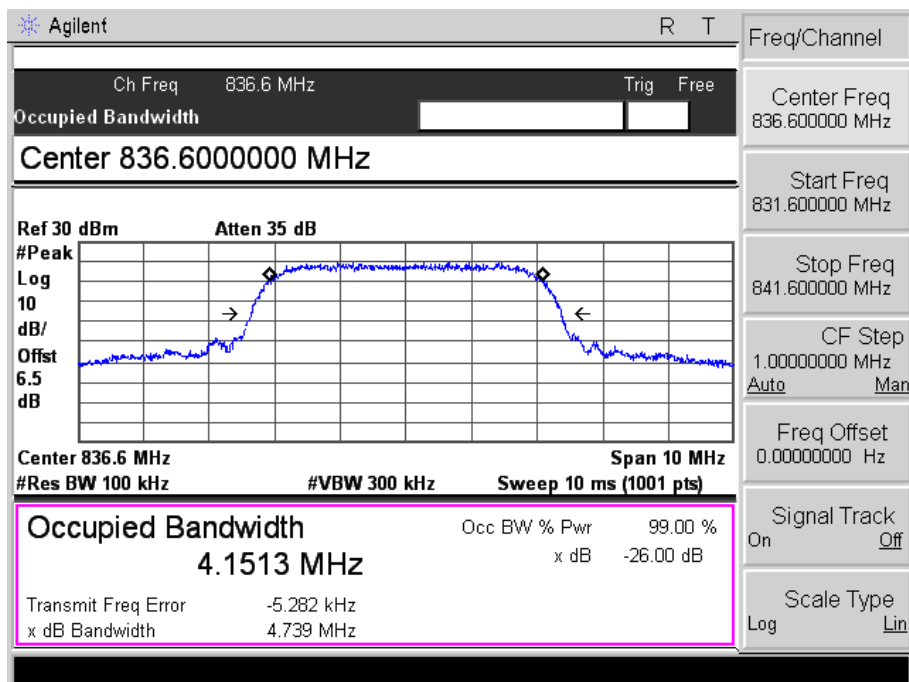 Agilent R T
Ch Freq 836.6 MHz Trig Free
Occupied Bandwidth
Center 836.6000000 MHz
Ref 30 dBm Atten 35 dB
#Peak
Log
10
dB/
Offst
6.5
dB
Center 836.6 MHz Span 10 MHz
#Res BW 100 kHz #VBW 300 kHz Sweep 10 ms (1001 pts)
Occupied Bandwidth Occ BW % Pwr 99.00 %
4.1513 MHz x dB -26.00 dB
Transmit Freq Error -5.282 kHz
x dB Bandwidth 4.739 MHz
Freq/Channel
Center Freq
836.600000 MHz
Start Freq
831.600000 MHz
Stop Freq
841.600000 MHz
CF Step
1.00000000 MHz
Auto Man
Freq Offset
0.00000000 Hz
Signal Track
On Off
Scale Type
Log Lin